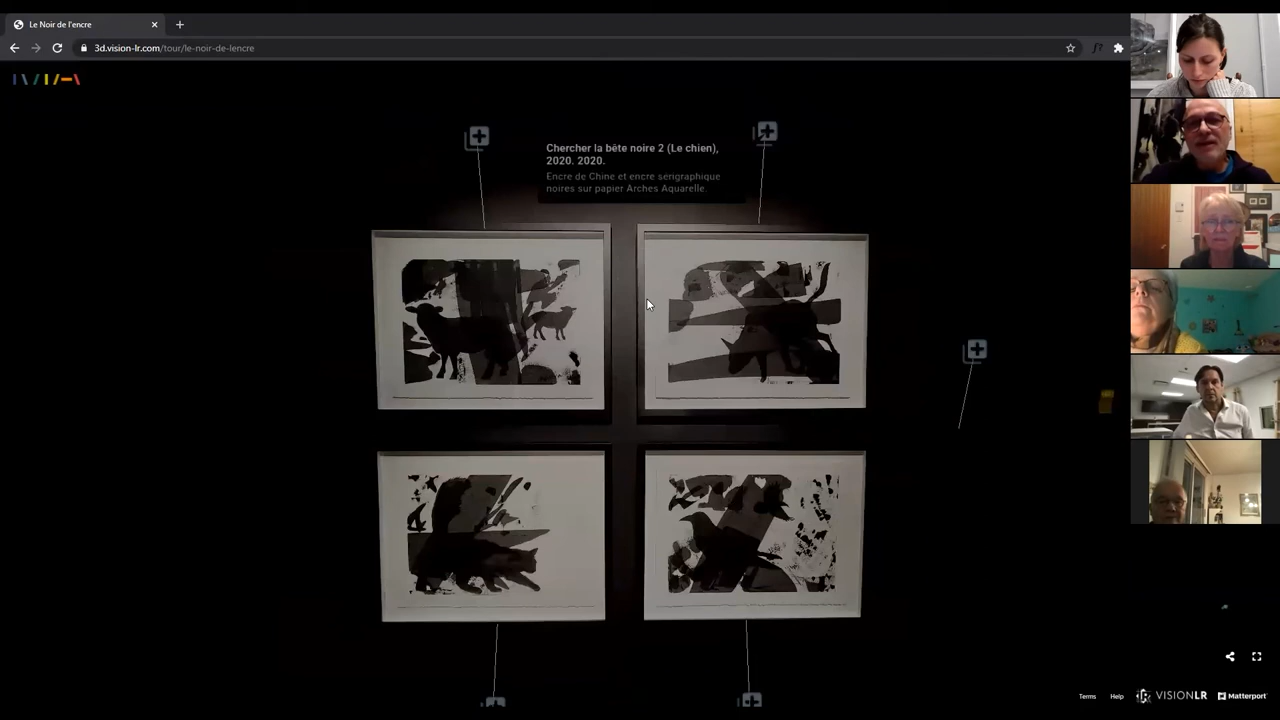 Le Noir de l'encre
3d.vision-lr.com/tour/le-noir-de-lencre
f?
Chercher la bête noire 2 (Le chien),
2020. 2020.
Encre de Chine et encre sérigraphique
noires sur papier Arches Aquarelle.
Terms
Help
VISIONLR
Matterport